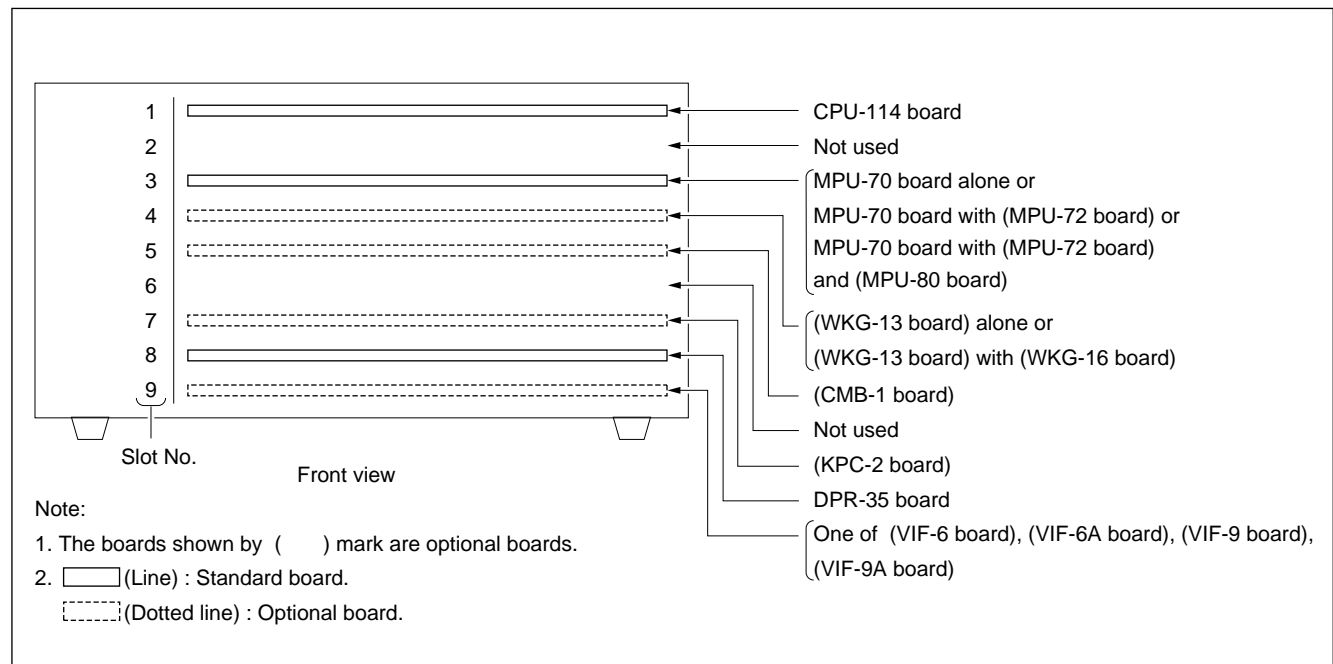 1
2
3
4
5
6
7
8
9
Slot No.
Front view
CPU-114 board
Not used
MPU-70 board alone or
MPU-70 board with (MPU-72 board) or
MPU-70 board with (MPU-72 board)
and (MPU-80 board)
(WKG-13 board) alone or
(WKG-13 board) with (WKG-16 board)
(CMB-1 board)
Not used
(KPC-2 board)
DPR-35 board
One of (VIF-6 board), (VIF-6A board), (VIF-9 board),
(VIF-9A board)
Note:
1. The boards shown by ( ) mark are optional boards.
2. (Line) : Standard board.
(Dotted line) : Optional board.